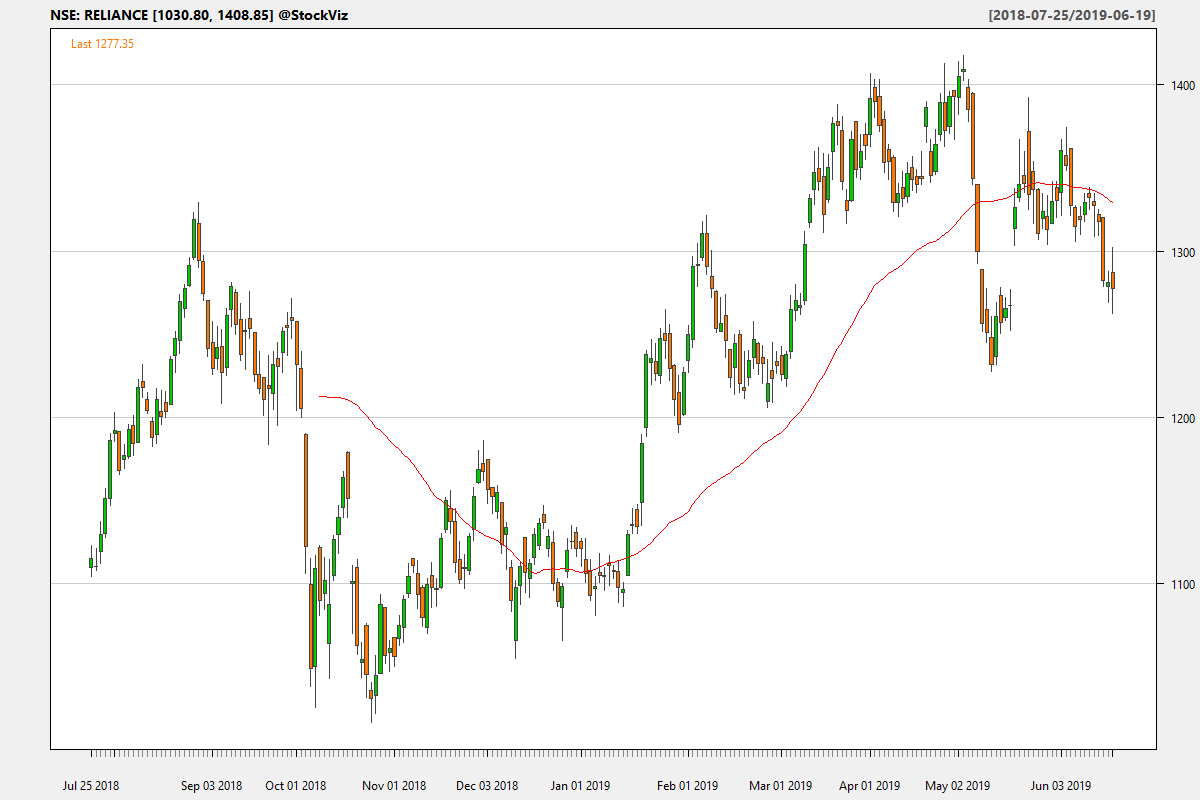 NSE: RELIANCE [1030.80, 1408.85] @StockViz
[2018-07-25/2019-06-19]
Last 1277.35
1400
1300
1200
1100
Jul 25 2018 Sep 03 2018 Oct 01 2018 Nov 01 2018 Dec 03 2018 Jan 01 2019 Feb 01 2019 Mar 01 2019 Apr 01 2019 May 02 2019 Jun 03 2019